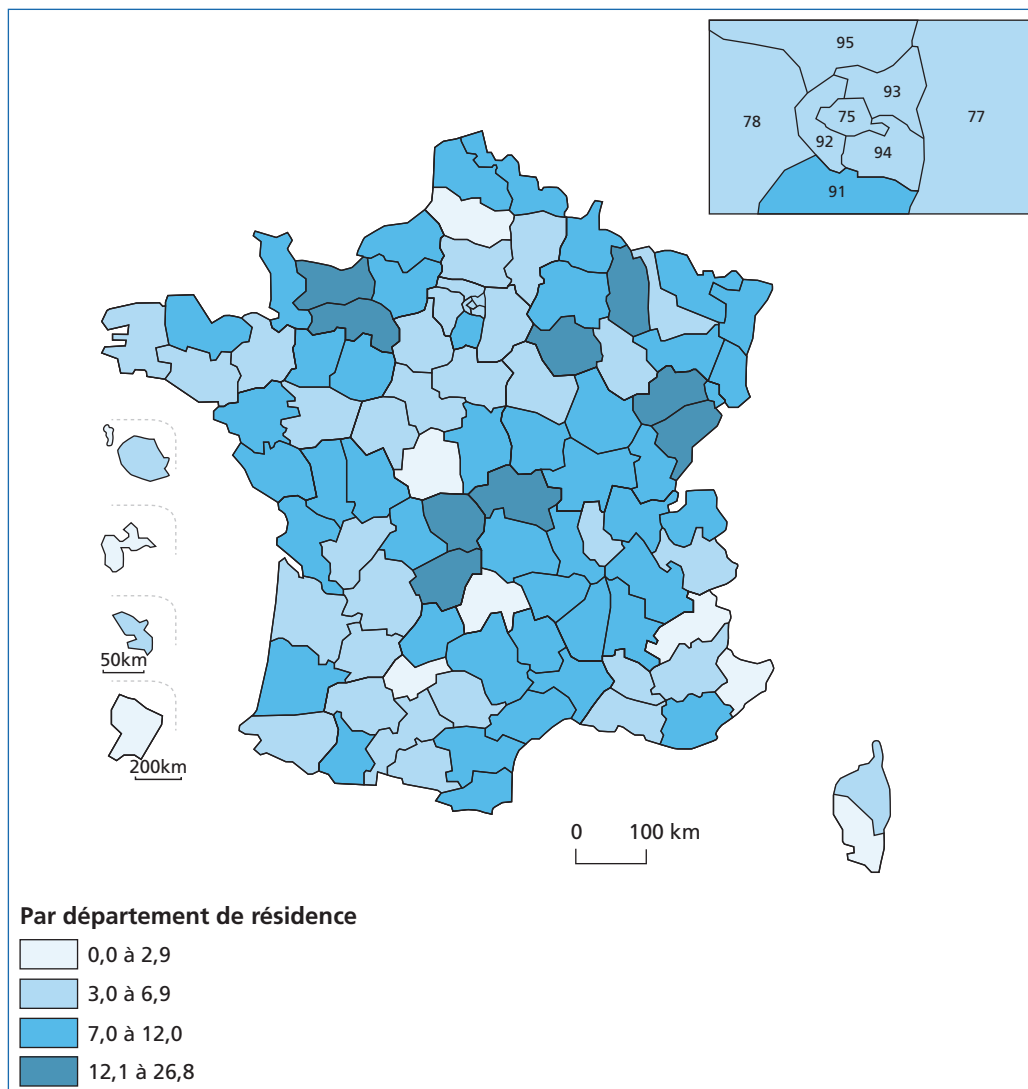 95
93
78
75
77
92
94
91
50km
200km
0 100 km
Par département de résidence
0,0 à 2,9
3,0 à 6,9
7,0 à 12,0
12,1 à 26,8